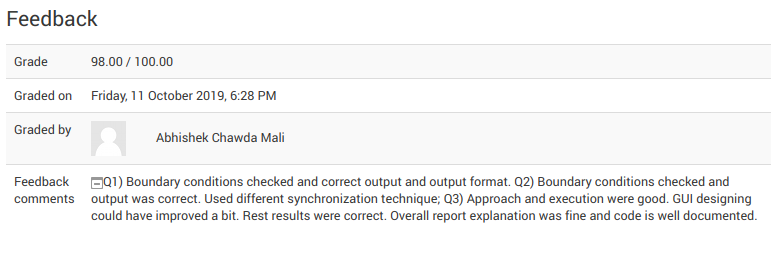 Feedback
Grade 98.00 / 100.00
Graded on Friday, 11 October 2019, 6:28 PM
Graded by Abhishek Chawda Mali
Feedback comments Q1) Boundary conditions checked and correct output and output format. Q2) Boundary conditions checked and
output was correct. Used different synchronization technique; Q3) Approach and execution were good. GUI designing
could have improved a bit. Rest results were correct. Overall report explanation was fine and code is well documented.